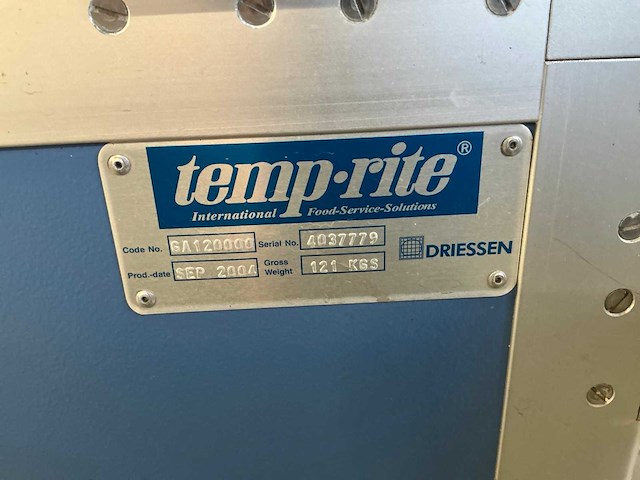 temp·rite®
International Food-Service-Solutions
Code No. GA120000 Serial No. 4037779
DRIESSEN
Prod.-date SEP 2004 Gross Weight 121 KGS